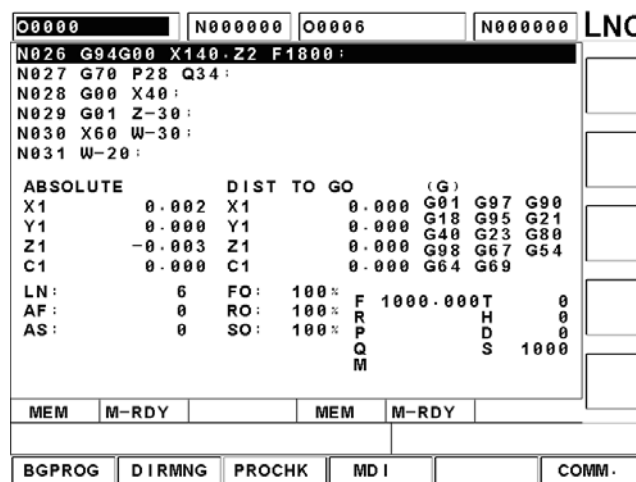 O0000 N000000 O0006 N000000 LNC
N026 G94G00 X140.Z2 F1800;
N027 G70 P28 Q34;
N028 G00 X40;
N029 G01 Z-30;
N030 X60 W-30;
N031 W-20;
ABSOLUTE DIST TO GO (G)
X1 0.002 X1 0.000 G01 G97 G90
Y1 0.000 Y1 0.000 G18 G95 G21
Z1 -0.003 Z1 0.000 G40 G23 G80
C1 0.000 C1 0.000 G98 G67 G54
G64 G69
LN: 6 FO: 100% F 1000.000 T 0
AF: 0 RO: 100% R H 0
AS: 0 SO: 100% P D 0
Q S 1000
M
MEM M-RDY MEM M-RDY
BGPROG DIRMNG PROCHK MDI COMM.